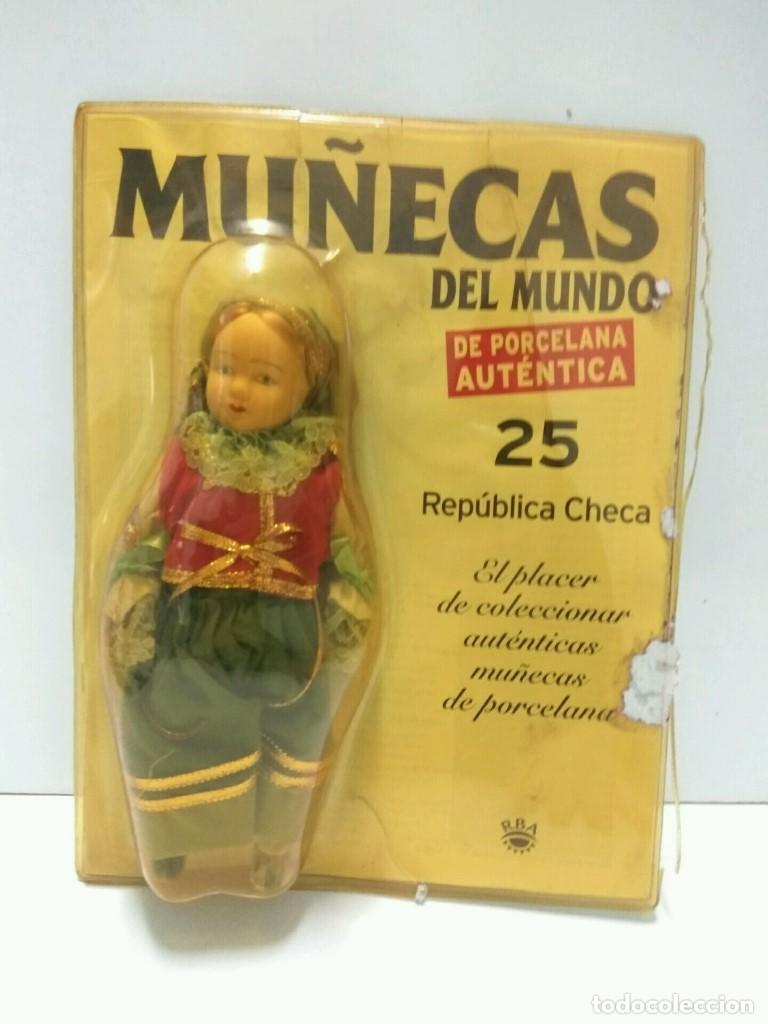 MUÑECAS
DEL MUNDO
DE PORCELANA
AUTÉNTICA
25
República Checa
El placer
de coleccionar
auténticas
muñecas
de porcelana
RBA
todocoleccion